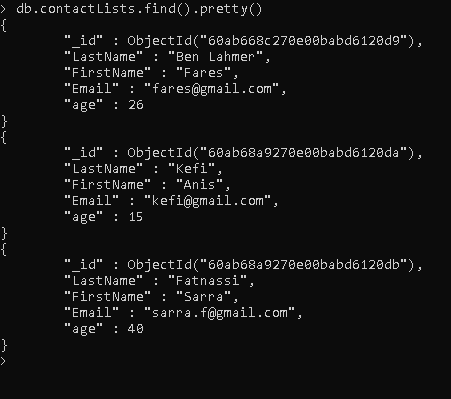 > db.contactLists.find().pretty()
{
"_id" : ObjectId("60ab668c270e00babd6120d9"),
"LastName" : "Ben Lahmer",
"FirstName" : "Fares",
"Email" : "fares@gmail.com",
"age" : 26
}
{
"_id" : ObjectId("60ab68a9270e00babd6120da"),
"LastName" : "Kefi",
"FirstName" : "Anis",
"Email" : "kefi@gmail.com",
"age" : 15
}
{
"_id" : ObjectId("60ab68a9270e00babd6120db"),
"LastName" : "Fatnassi",
"FirstName" : "Sarra",
"Email" : "sarra.f@gmail.com",
"age" : 40
}
>